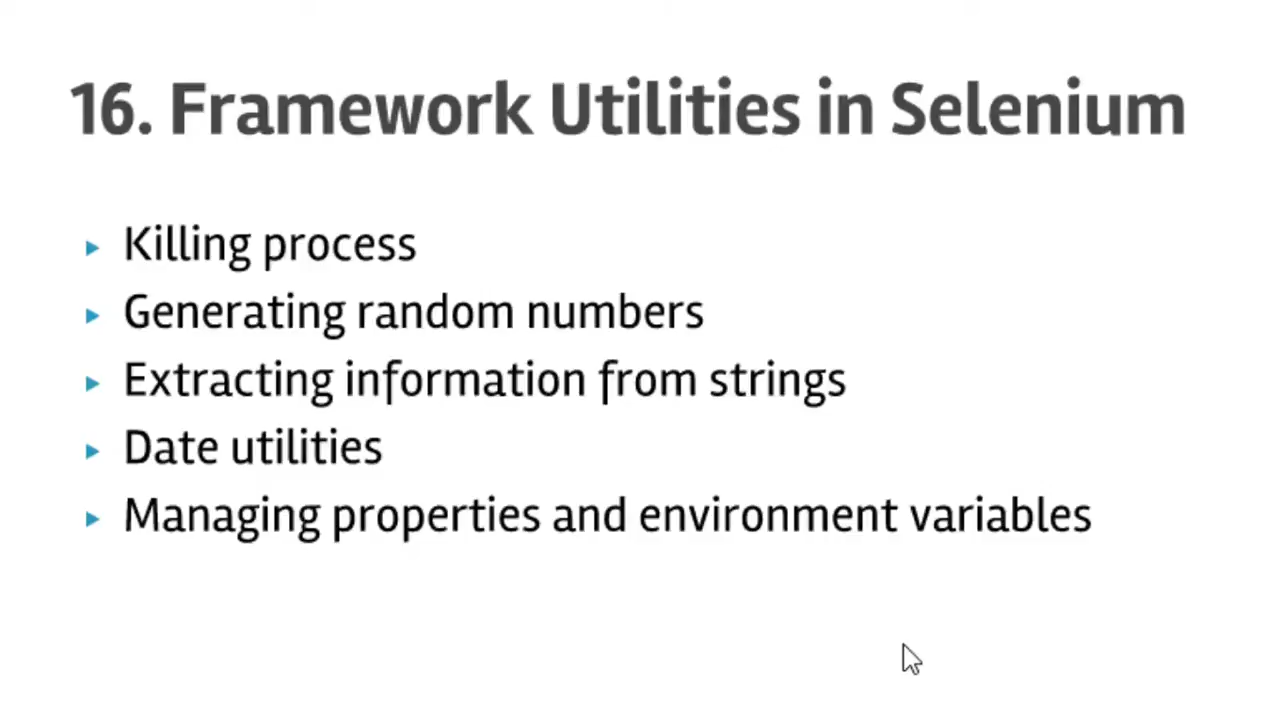 16. Framework Utilities in Selenium
Killing process
Generating random numbers
Extracting information from strings
Date utilities
Managing properties and environment variables